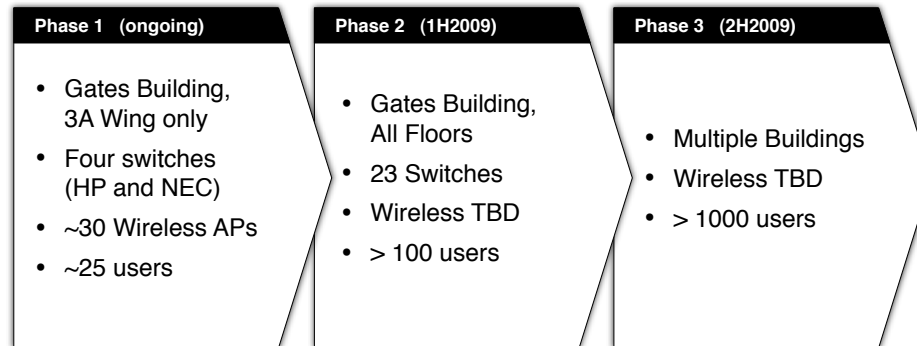 Phase 1 (ongoing)
• Gates Building,
3A Wing only
• Four switches
(HP and NEC)
• ~30 Wireless APs
• ~25 users
Phase 2 (1H2009)
• Gates Building,
All Floors
• 23 Switches
• Wireless TBD
• > 100 users
Phase 3 (2H2009)
• Multiple Buildings
• Wireless TBD
• > 1000 users